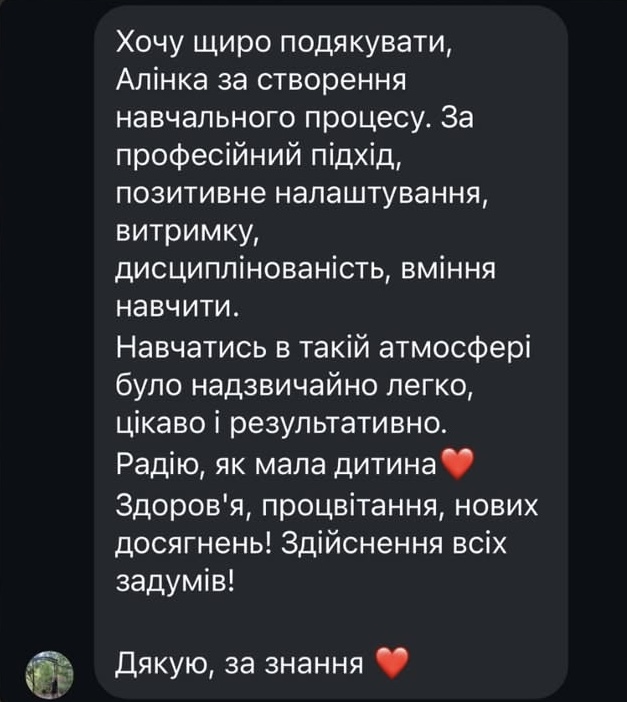 Хочу щиро подякувати,
Алінка за створення
навчального процесу. За
професійний підхід,
позитивне налаштування,
витримку,
дисциплінованість, вміння
навчити.
Навчатись в такій атмосфері
було надзвичайно легко,
цікаво і результативно.
Радію, як мала дитина❤️
Здоров'я, процвітання, нових
досягнень! Здійснення всіх
задумів!
Дякую, за знання ❤️